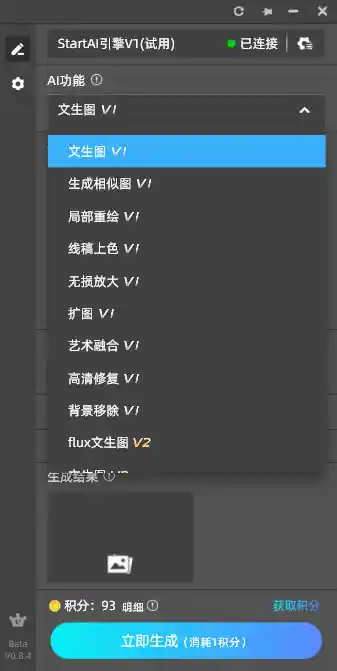 StartAI引擎V1(试用)
已连接
AI功能
文生图 V1
文生图 V1
生成相似图 V1
局部重绘 V1
线稿上色 V1
无损放大 V1
扩图 V1
艺术融合 V1
高清修复 V1
背景移除 V1
flux文生图 V2
生成结果
积分：93 明细
获取积分
立即生成（消耗1积分）
Beta
V0.8.4